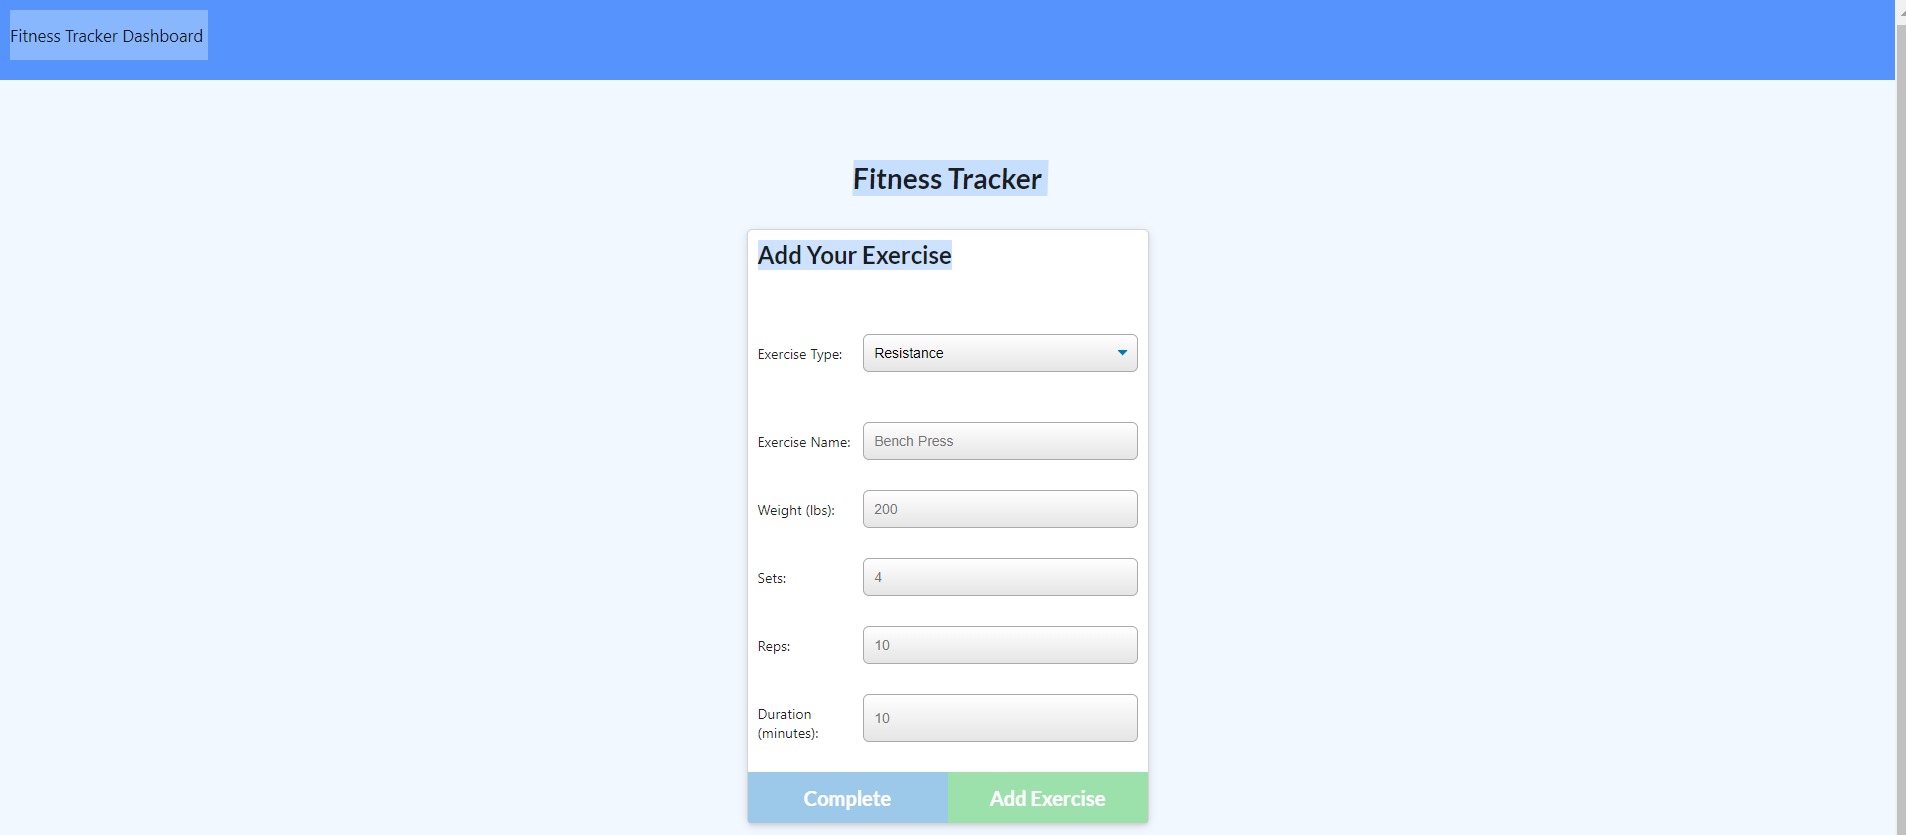 Fitness Tracker Dashboard
Fitness Tracker
Add Your Exercise
Exercise Type: Resistance
Exercise Name: Bench Press
Weight (lbs): 200
Sets: 4
Reps: 10
Duration (minutes): 10
Complete Add Exercise